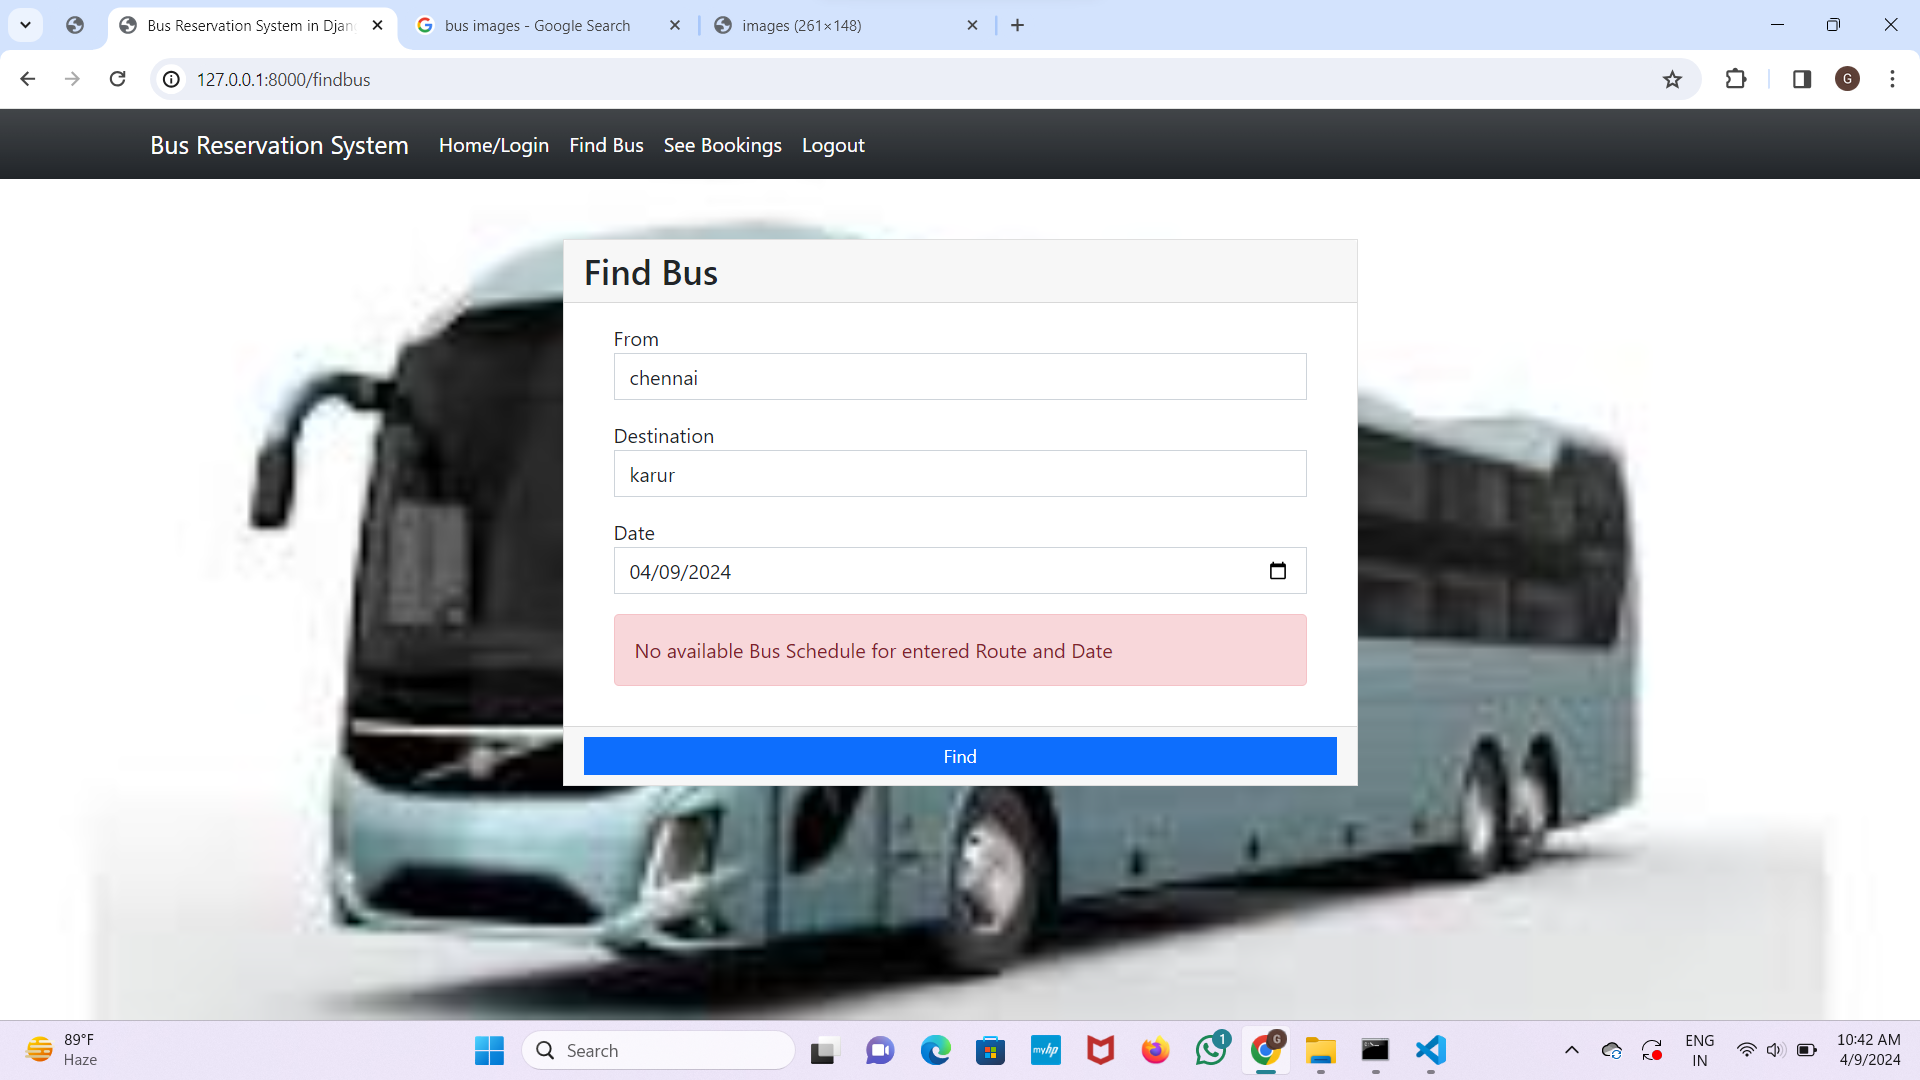 Bus Reservation System in Djan
bus images - Google Search
images (261×148)
127.0.0.1:8000/findbus
G
Bus Reservation System
Home/Login
Find Bus
See Bookings
Logout
Find Bus
From
chennai
Destination
karur
Date
04/09/2024
No available Bus Schedule for entered Route and Date
Find
89°F
Haze
Search
myhp
1
G
ENG
IN
10:42 AM
4/9/2024